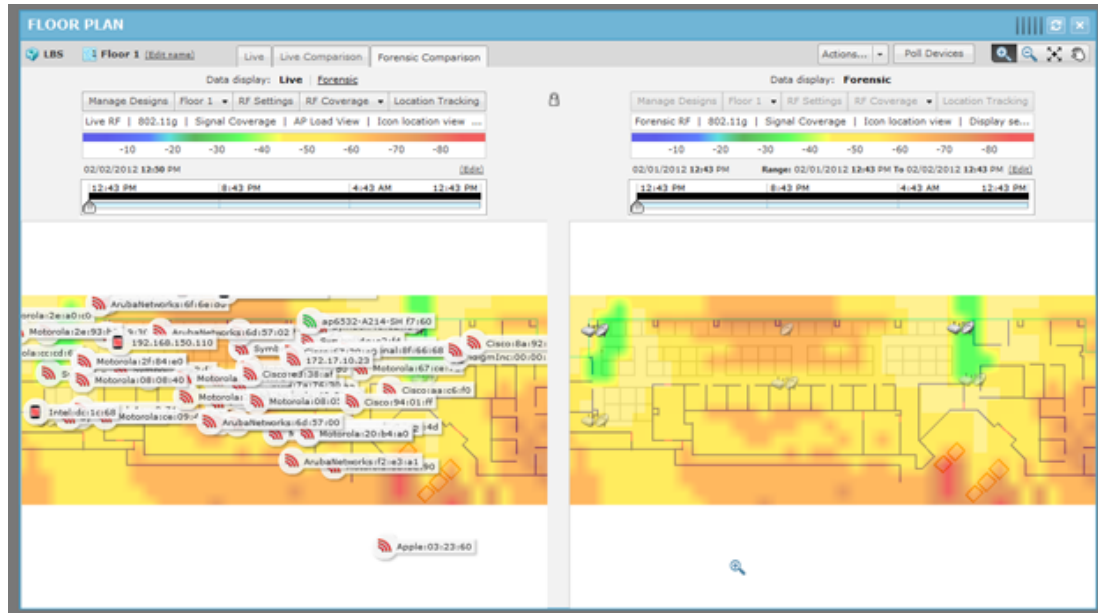 FLOOR PLAN
LBS Floor 1 [Edit name] Live Live Comparison Forensic Comparison Actions... Poll Devices
Data display: Live | Forensic
Manage Designs Floor 1 RF Settings RF Coverage Location Tracking
Live RF | 802.11g | Signal Coverage | AP Load View | Icon location view ...
-10 -20 -30 -40 -50 -60 -70 -80
02/02/2012 12:50 PM [Edit]
12:43 PM 8:43 PM 4:43 AM 12:43 PM
Data display: Forensic
Manage Designs Floor 1 RF Settings RF Coverage Location Tracking
Forensic RF | 802.11g | Signal Coverage | Icon location view | Display se...
-10 -20 -30 -40 -50 -60 -70 -80
02/01/2012 12:43 PM Range: 02/01/2012 12:43 PM To 02/02/2012 12:43 PM [Edit]
12:43 PM 8:43 PM 4:43 AM 12:43 PM
ArubaNetworks:6f:6e:
ap6532-A214-SH f7:60
Motorola:2e:93:
ArubaNetworks:6d:57:02
192.168.150.110
Cisco:8a:92:
172.17.10.23
Motorola:2f:84:e0
Motorola:67:ce:
Motorola:08:08:40
Motorola
Cisco:ed:38:af
Cisco:aa:c6:f0
Motorola:
Motorola:08:0
Cisco:94:01:ff
Intel:dc:1c:68
Motorola:ce:09:
ArubaNetworks:6d:57:00
Motorola:20:b4:a0
ArubaNetworks:f2:e3:a1
Apple:03:23:60